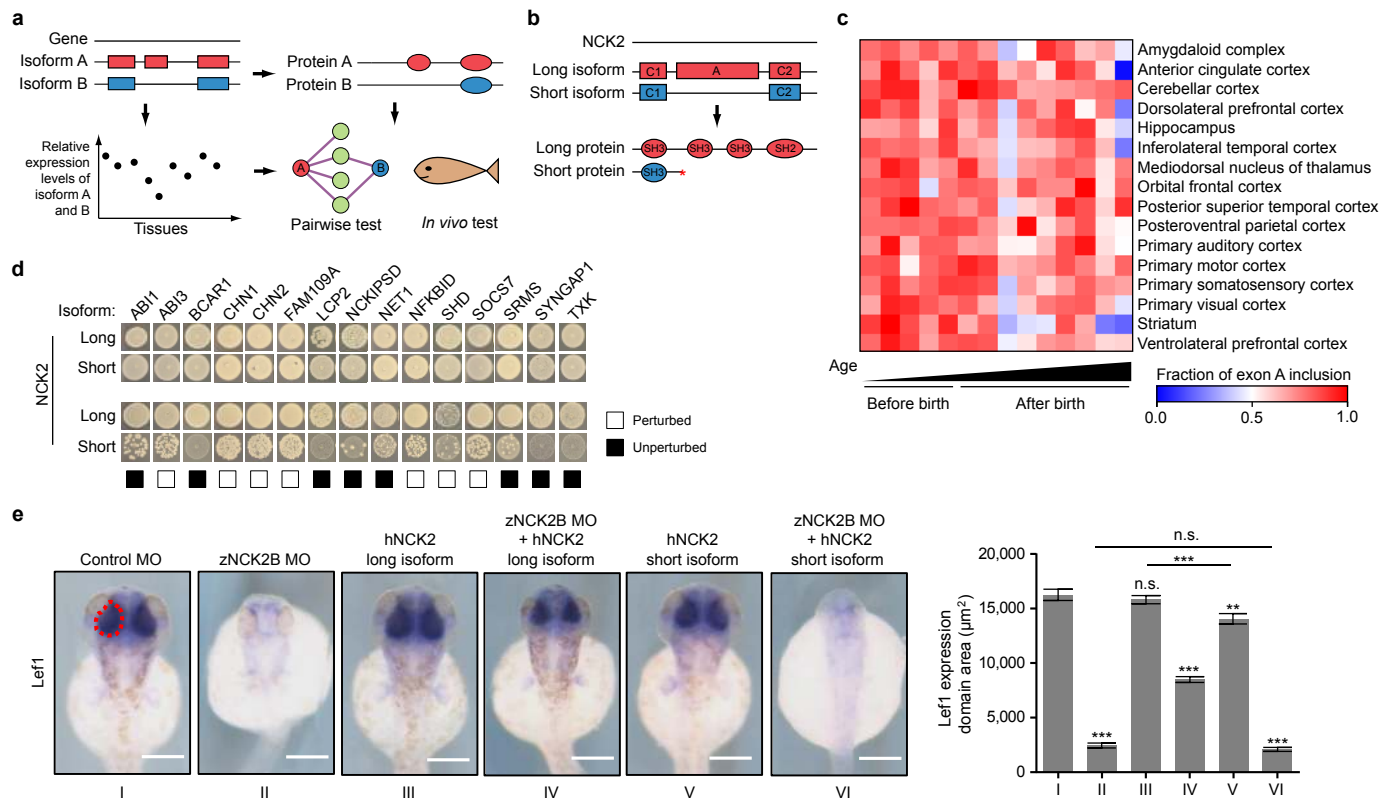 a
Gene
Isoform A
Isoform B
Protein A
Protein B
Relative
expression
levels of
isoform A
and B
Tissues
A
B
Pairwise test
In vivo test
b
NCK2
Long isoform
C1
A
C2
Short isoform
C1
C2
Long protein
SH3
SH3
SH3
SH2
Short protein
SH3
*
c
Amygdaloid complex
Anterior cingulate cortex
Cerebellar cortex
Dorsolateral prefrontal cortex
Hippocampus
Inferolateral temporal cortex
Mediodorsal nucleus of thalamus
Orbital frontal cortex
Posterior superior temporal cortex
Posteroventral parietal cortex
Primary auditory cortex
Primary motor cortex
Primary somatosensory cortex
Primary visual cortex
Striatum
Ventrolateral prefrontal cortex
Age
Before birth
After birth
Fraction of exon A inclusion
0.0
0.5
1.0
d
Isoform:
ABI1
ABI3
BCAR1
CHN1
CHN2
FAM109A
LCP2
NCKIPSD
NET1
NFKBID
SHD
SOCS7
SRMS
SYNGAP1
TXK
NCK2
Long
Short
Long
Short
Perturbed
Unperturbed
e
Lef1
Control MO
zNCK2B MO
hNCK2
long isoform
zNCK2B MO
+ hNCK2
long isoform
hNCK2
short isoform
zNCK2B MO
+ hNCK2
short isoform
I
II
III
IV
V
VI
Lef1 expression
domain area (µm²)
20,000
15,000
10,000
5,000
0
n.s.
***
n.s.
**
***
***
***
I
II
III
IV
V
VI